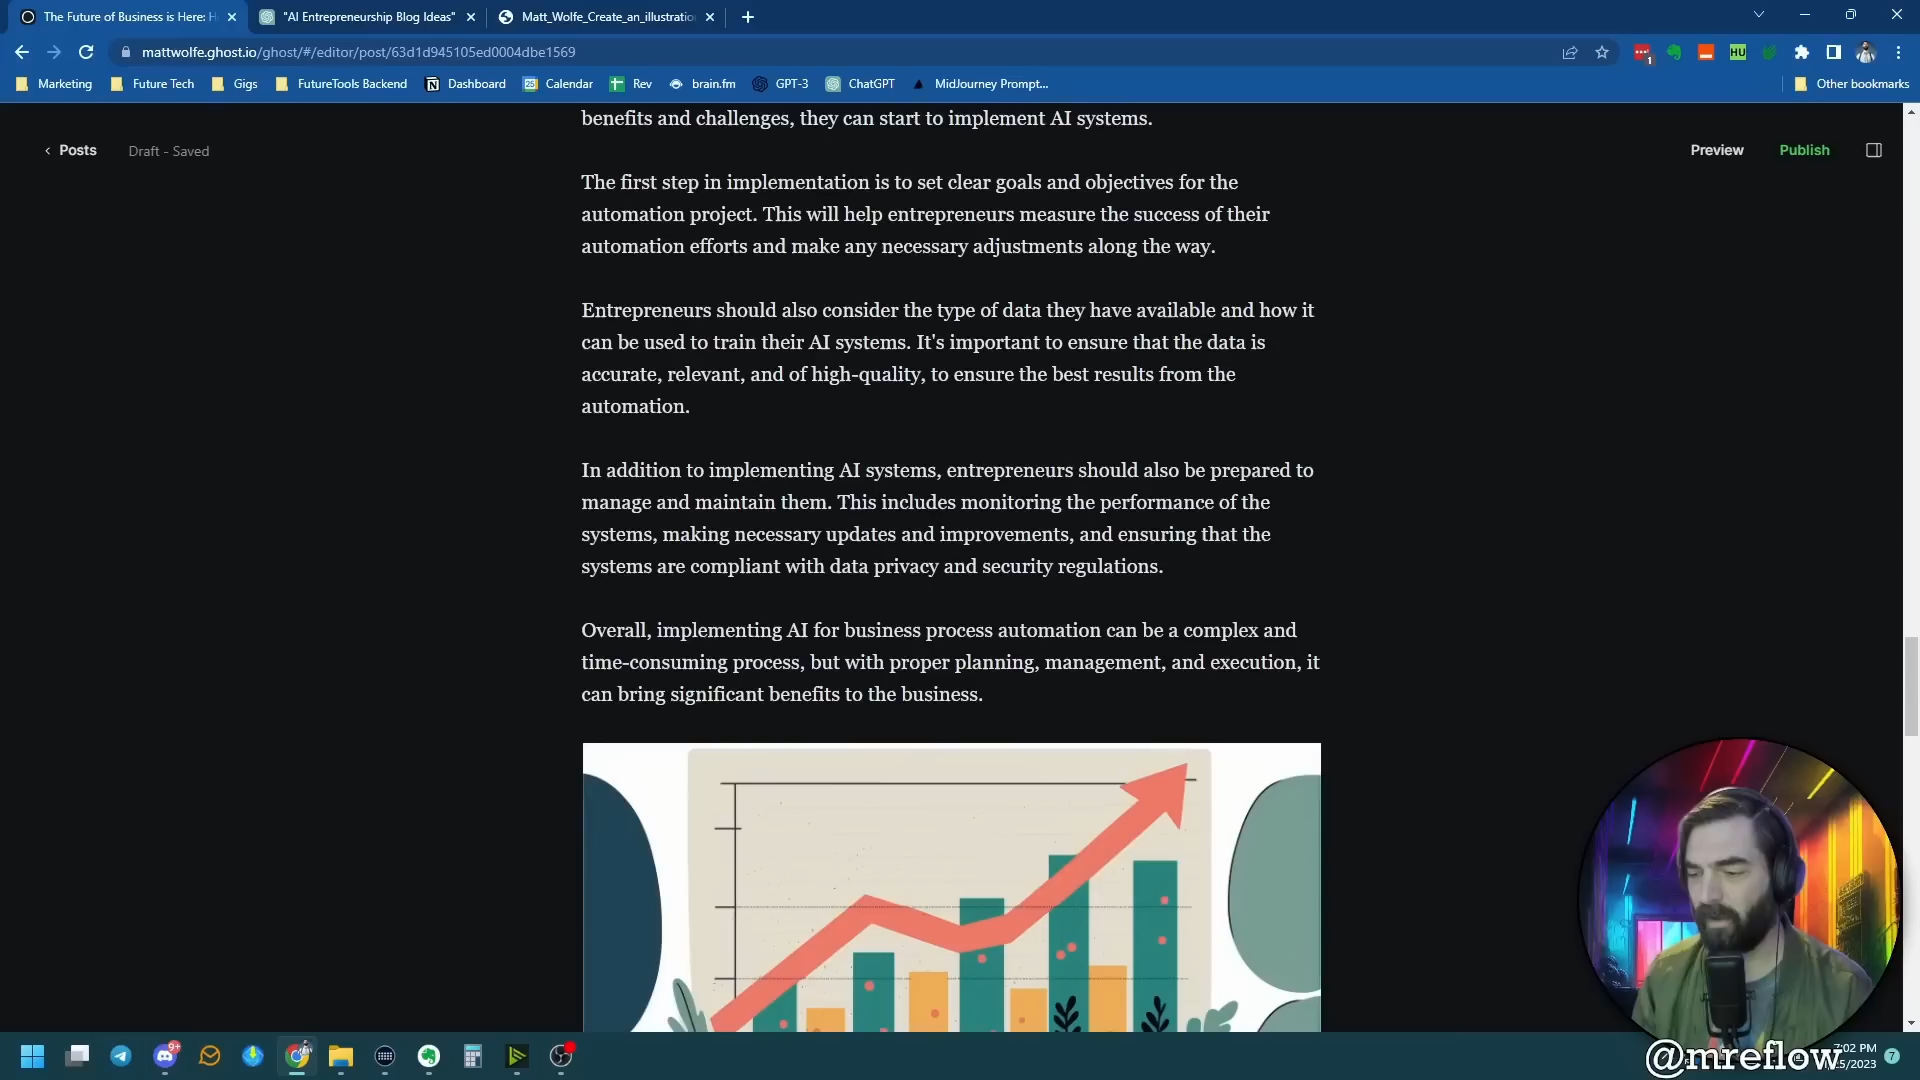 The Future of Business is Here: H
"AI Entrepreneurship Blog Ideas"
Matt_Wolfe_Create_an_illustratio
mattwolfe.ghost.io/ghost/#/editor/post/63d1d945105ed0004dbe1569
1
HU
Marketing
Future Tech
Gigs
FutureTools Backend
Dashboard
Calendar
Rev
brain.fm
GPT-3
ChatGPT
MidJourney Prompt...
Other bookmarks
benefits and challenges, they can start to implement AI systems.
Posts
Draft - Saved
Preview
Publish
The first step in implementation is to set clear goals and objectives for the
automation project. This will help entrepreneurs measure the success of their
automation efforts and make any necessary adjustments along the way.
Entrepreneurs should also consider the type of data they have available and how it
can be used to train their AI systems. It's important to ensure that the data is
accurate, relevant, and of high-quality, to ensure the best results from the
automation.
In addition to implementing AI systems, entrepreneurs should also be prepared to
manage and maintain them. This includes monitoring the performance of the
systems, making necessary updates and improvements, and ensuring that the
systems are compliant with data privacy and security regulations.
Overall, implementing AI for business process automation can be a complex and
time-consuming process, but with proper planning, management, and execution, it
can bring significant benefits to the business.
9+
@mreflow
7:02 PM
5/2023
7